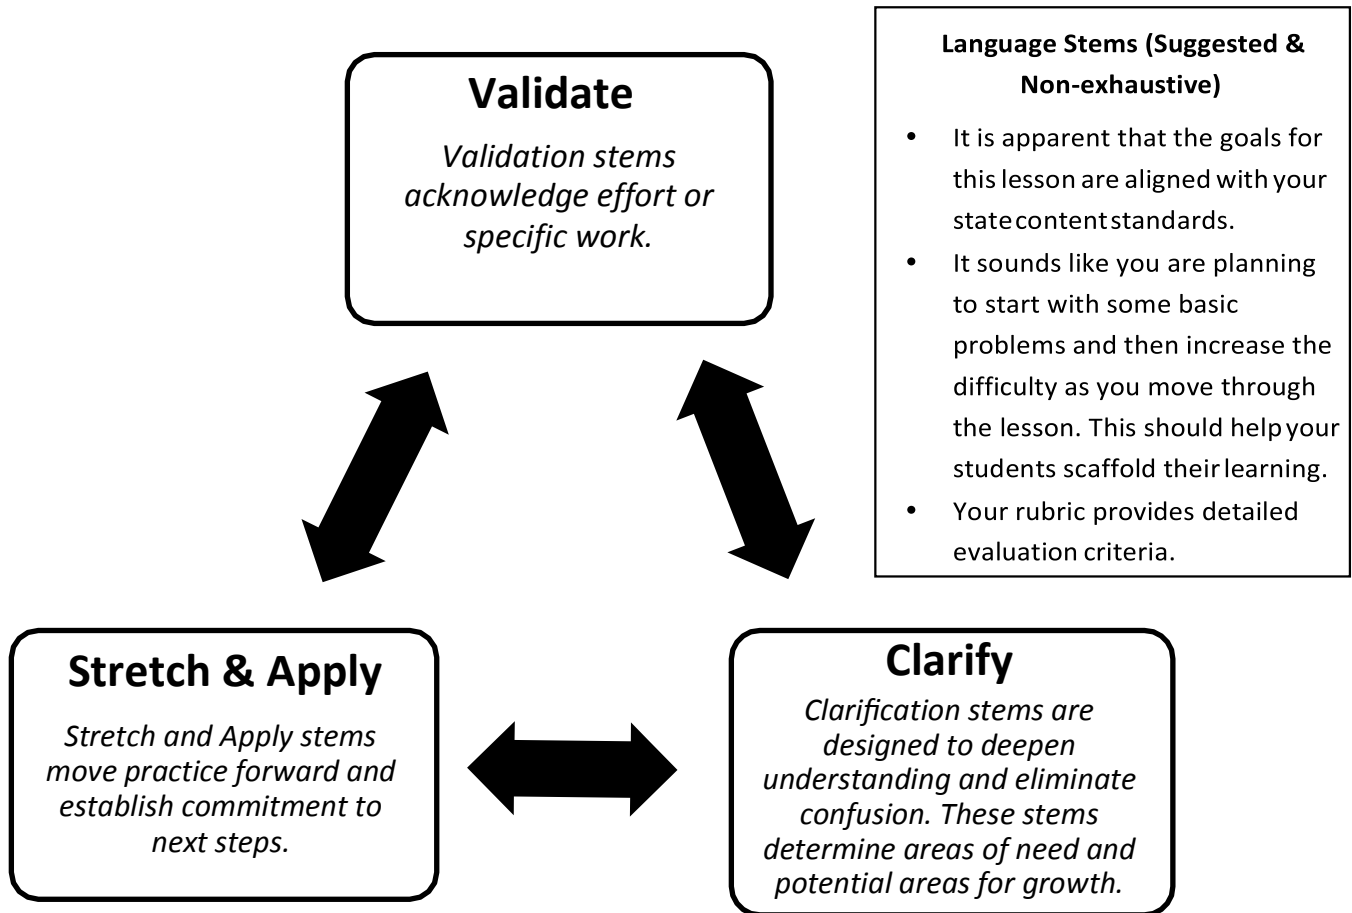 Validate
Validation stems
acknowledge effort or
specific work.
Language Stems (Suggested &
Non-exhaustive)
• It is apparent that the goals for
this lesson are aligned with your
state content standards.
• It sounds like you are planning
to start with some basic
problems and then increase the
difficulty as you move through
the lesson. This should help your
students scaffold their learning.
• Your rubric provides detailed
evaluation criteria.
Stretch & Apply
Stretch and Apply stems
move practice forward and
establish commitment to
next steps.
Clarify
Clarification stems are
designed to deepen
understanding and eliminate
confusion. These stems
determine areas of need and
potential areas for growth.